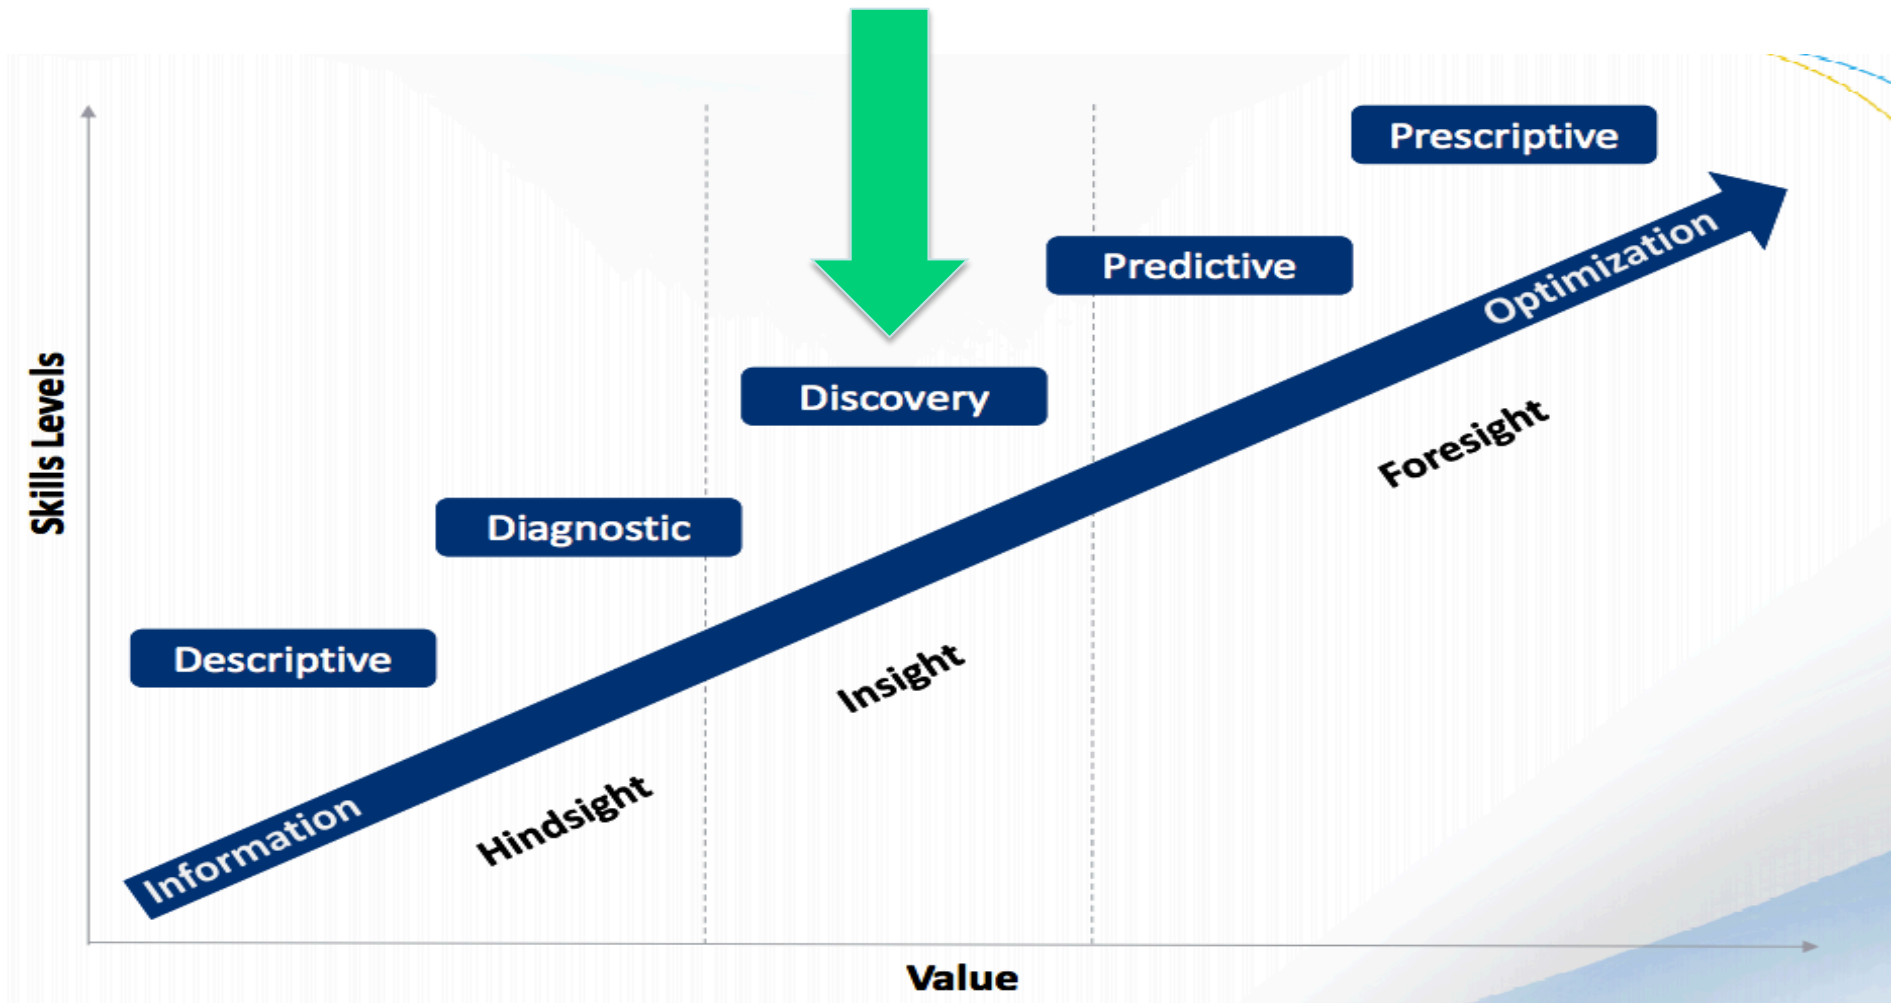 Prescriptive
Predictive
Optimization
Discovery
Foresight
Skills Levels
Diagnostic
Descriptive
Insight
Information
Hindsight
Value